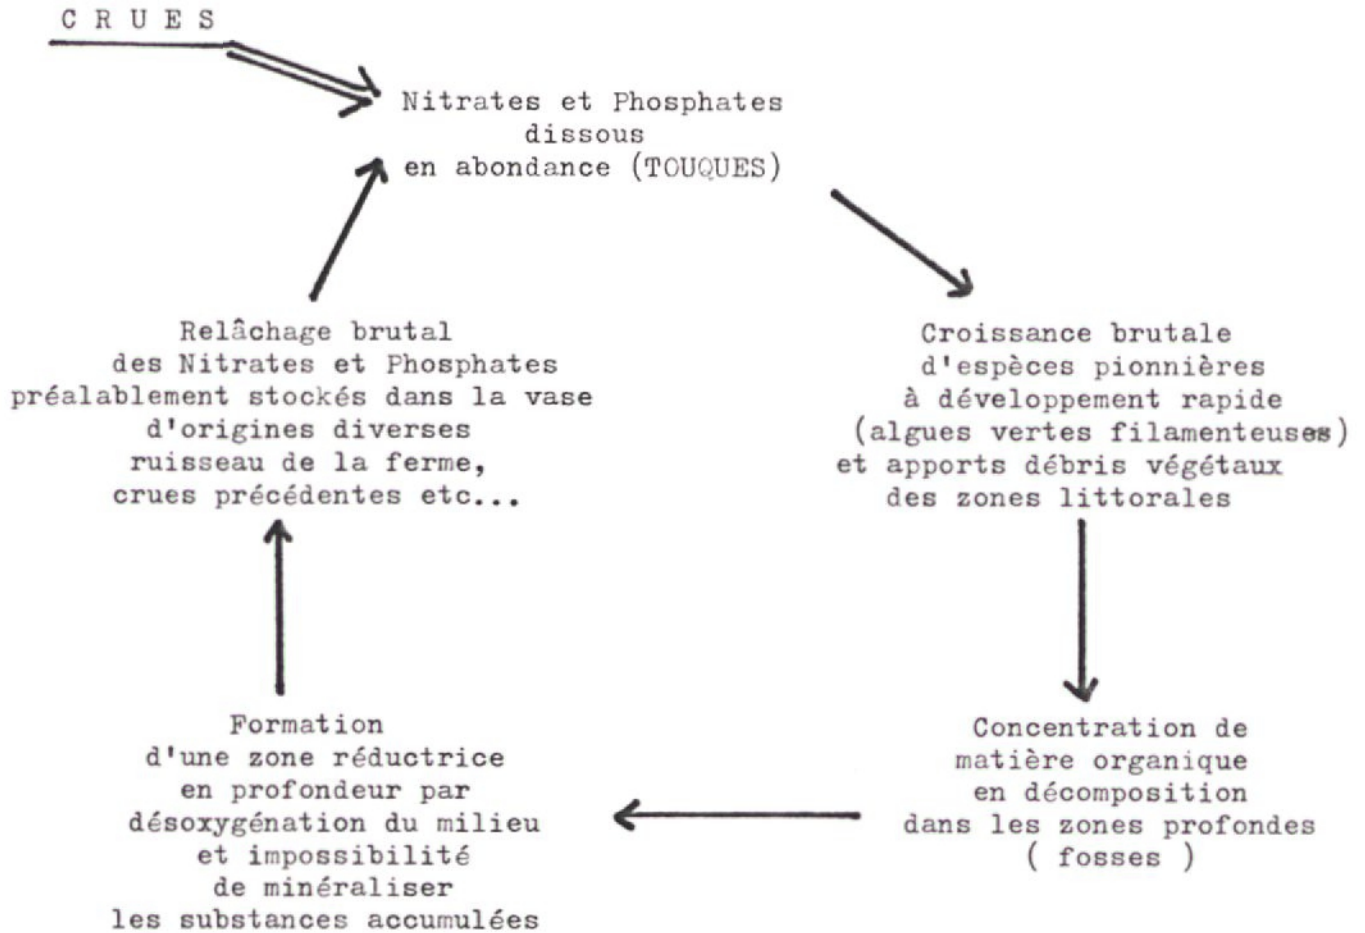 C R U E S
Nitrates et Phosphates
dissous
en abondance (TOUQUES)
Croissance brutale
d'espèces pionnières
à développement rapide
(algues vertes filamenteuses)
et apports débris végétaux
des zones littorales
Concentration de
matière organique
en décomposition
dans les zones profondes
( fosses )
Formation
d'une zone réductrice
en profondeur par
désoxygénation du milieu
et impossibilité
de minéraliser
les substances accumulées
Relâchage brutal
des Nitrates et Phosphates
préalablement stockés dans la vase
d'origines diverses
ruisseau de la ferme,
crues précédentes etc...